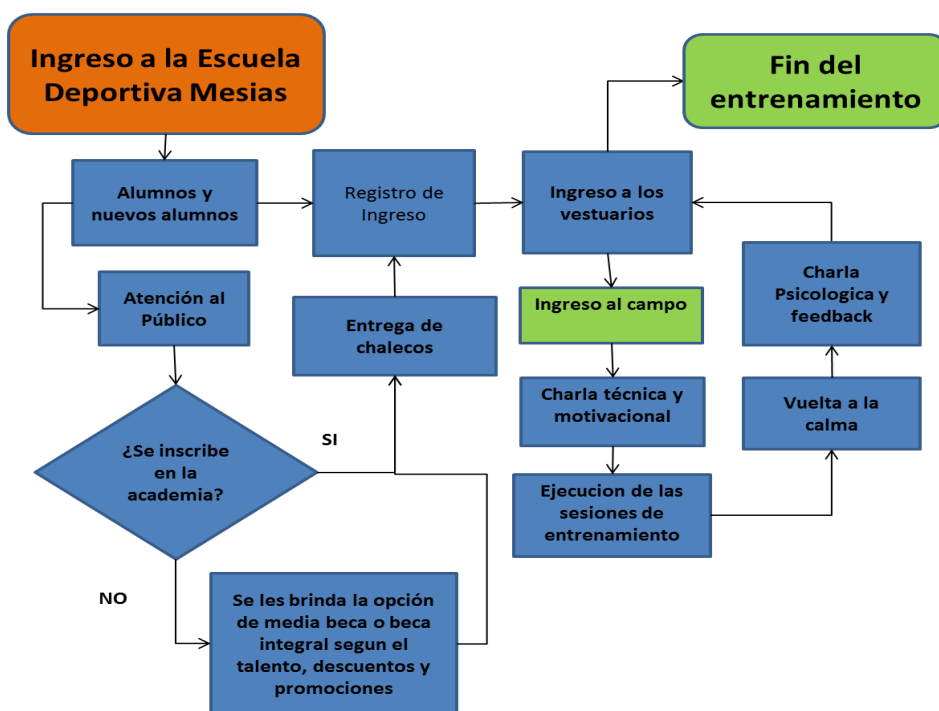 Ingreso a la Escuela
Deportiva Mesias
Fin del
entrenamiento
Alumnos y
nuevos alumnos
Registro de
Ingreso
Ingreso a los
vestuarios
Atención al
Público
Entrega de
chalecos
Ingreso al campo
Charla
Psicologica y
feedback
Charla técnica y
motivacional
Vuelta a la
calma
¿Se inscribe
en la
academia?
SI
Ejecucion de las
sesiones de
entrenamiento
NO
Se les brinda la opción
de media beca o beca
integral segun el
talento, descuentos y
promociones